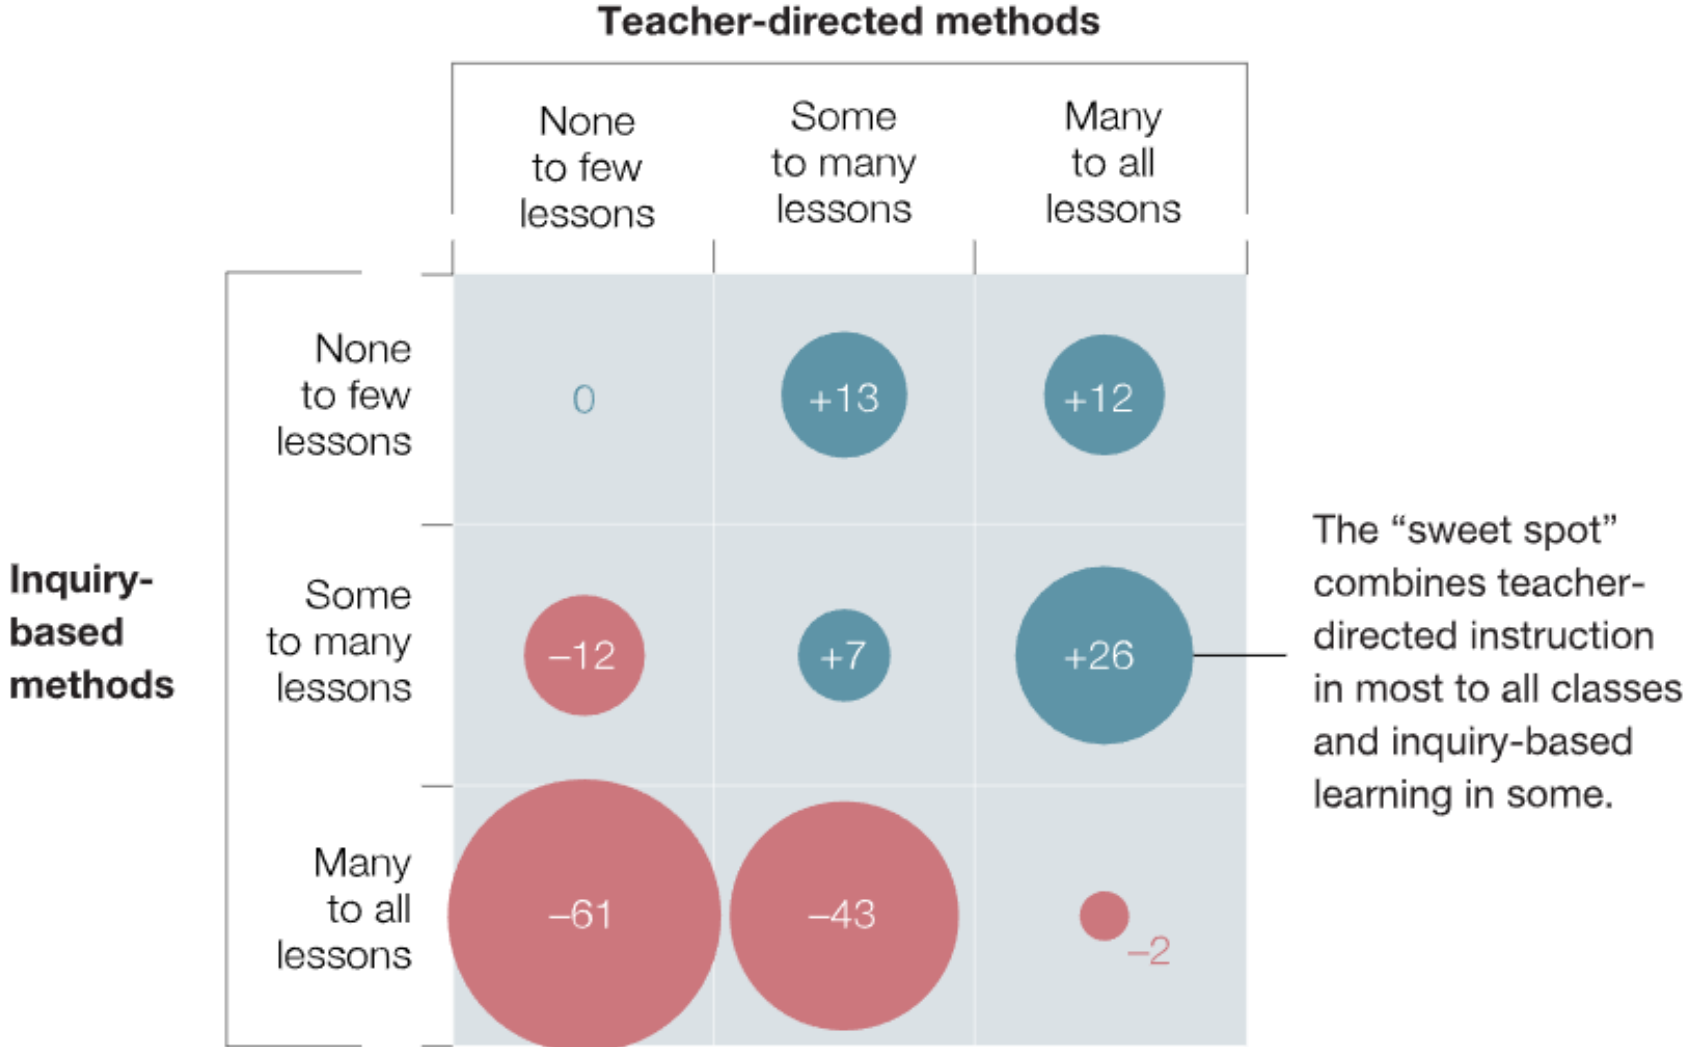 Teacher-directed methods
None
to few
lessons
Some
to many
lessons
Many
to all
lessons
Inquiry-
based
methods
None
to few
lessons
0
+13
+12
Some
to many
lessons
–12
+7
+26
The “sweet spot”
combines teacher-
directed instruction
in most to all classes
and inquiry-based
learning in some.
Many
to all
lessons
–61
–43
–2